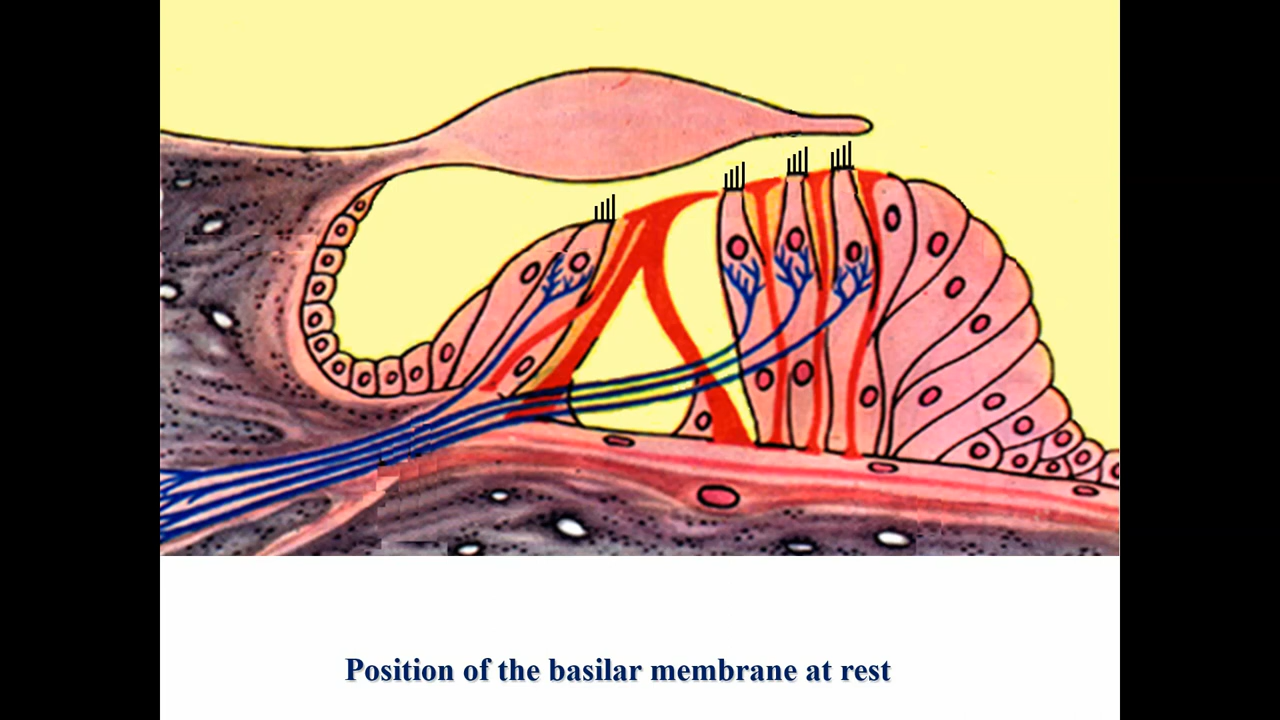 Position of the basilar membrane at rest